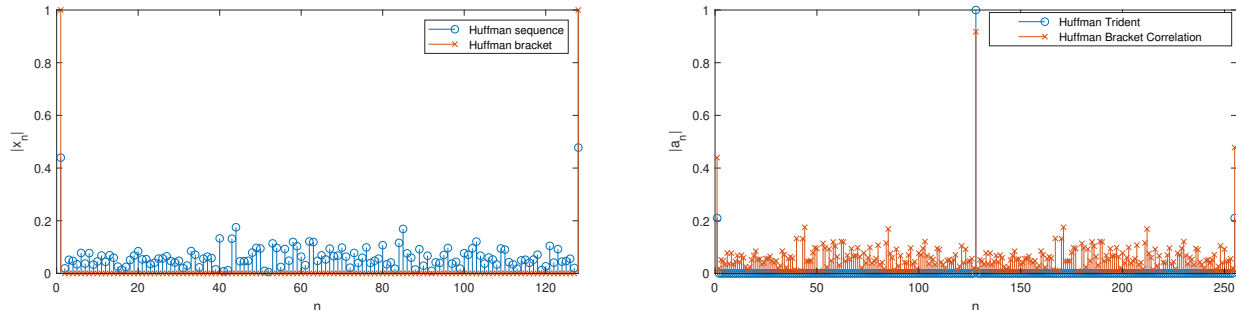 1
0.8
0.6
0.4
0.2
0
|x_n|
0 20 40 60 80 100 120
n
Huffman sequence
Huffman bracket
1
0.8
0.6
0.4
0.2
0
|a_n|
0 50 100 150 200 250
n
Huffman Trident
Huffman Bracket Correlation